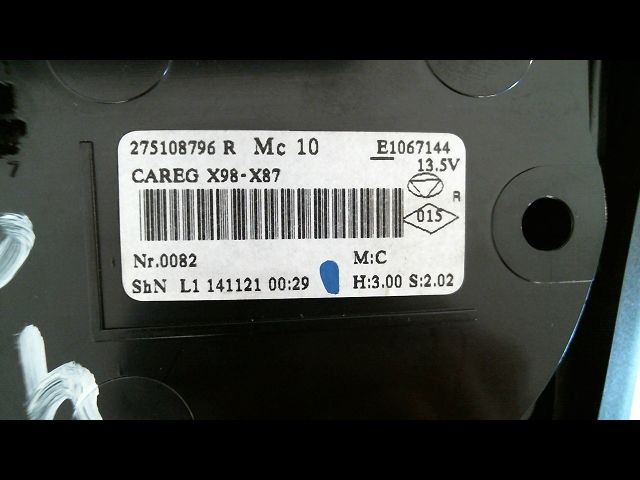 275108796 R Mc 10 E1067144
13.5V
CAREG X98-X87
R
015
Nr.0082 M:C
ShN L1 141121 00:29 H:3.00 S:2.02